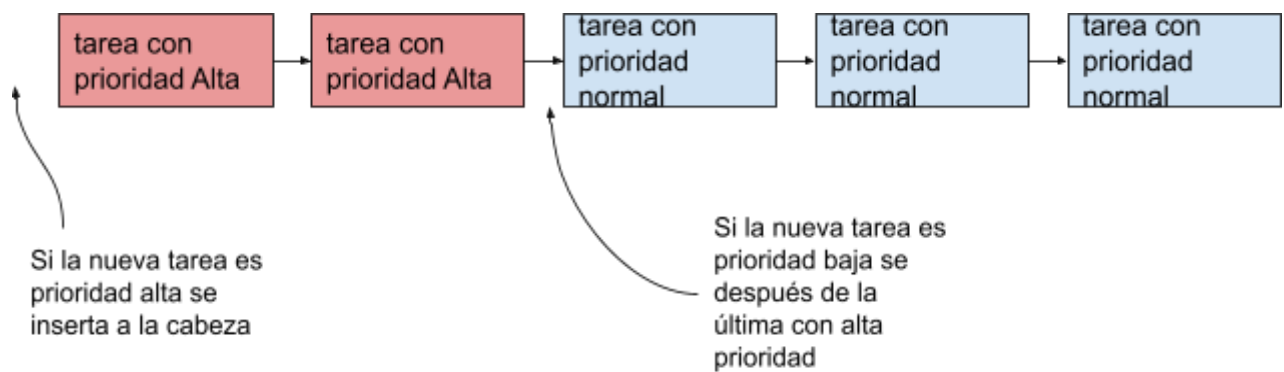 tarea con
prioridad Alta
tarea con
prioridad Alta
tarea con
prioridad
normal
tarea con
prioridad
normal
tarea con
prioridad
normal
Si la nueva tarea es
prioridad alta se
inserta a la cabeza
Si la nueva tarea es
prioridad baja se
después de la
última con alta
prioridad